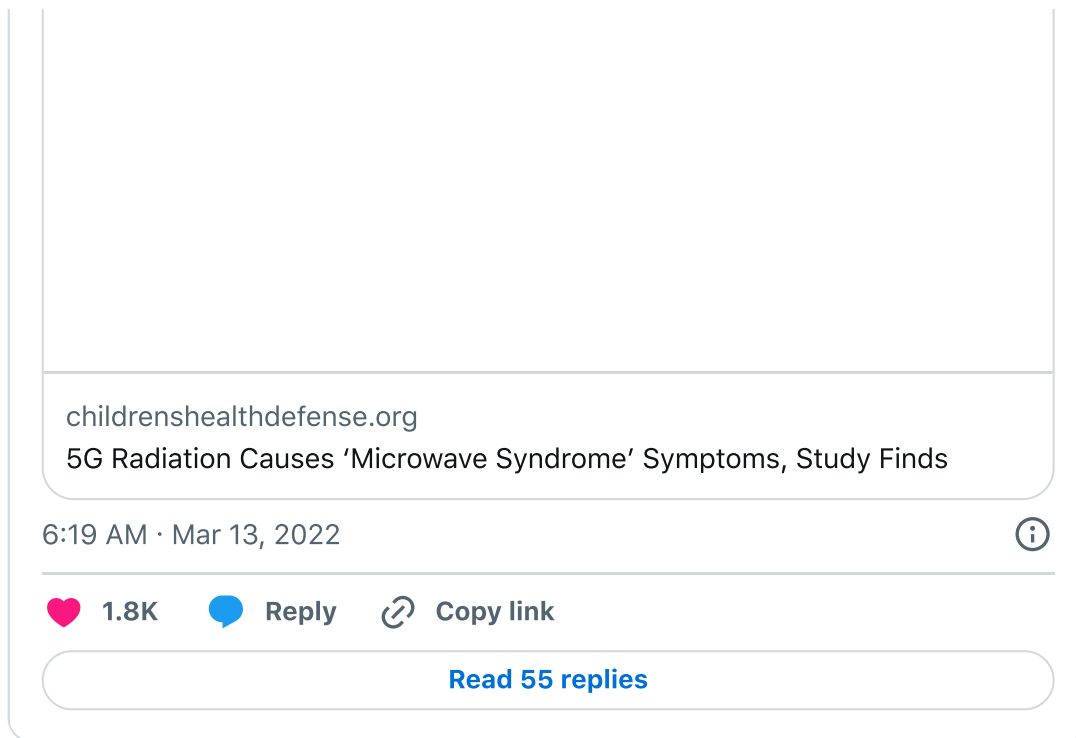 childrenshealthdefense.org
5G Radiation Causes ‘Microwave Syndrome’ Symptoms, Study Finds
6:19 AM · Mar 13, 2022
1.8K Reply Copy link
Read 55 replies